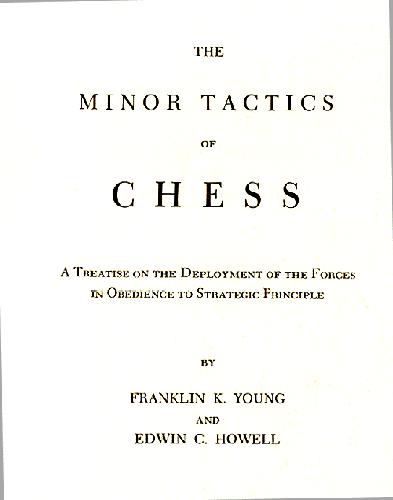 THE
MINOR TACTICS
OF
CHESS
A TREATISE ON THE DEPLOYMENT OF THE FORCES
IN OBEDIENCE TO STRATEGIC PRINCIPLE
BY
FRANKLIN K. YOUNG
AND
EDWIN C. HOWELL